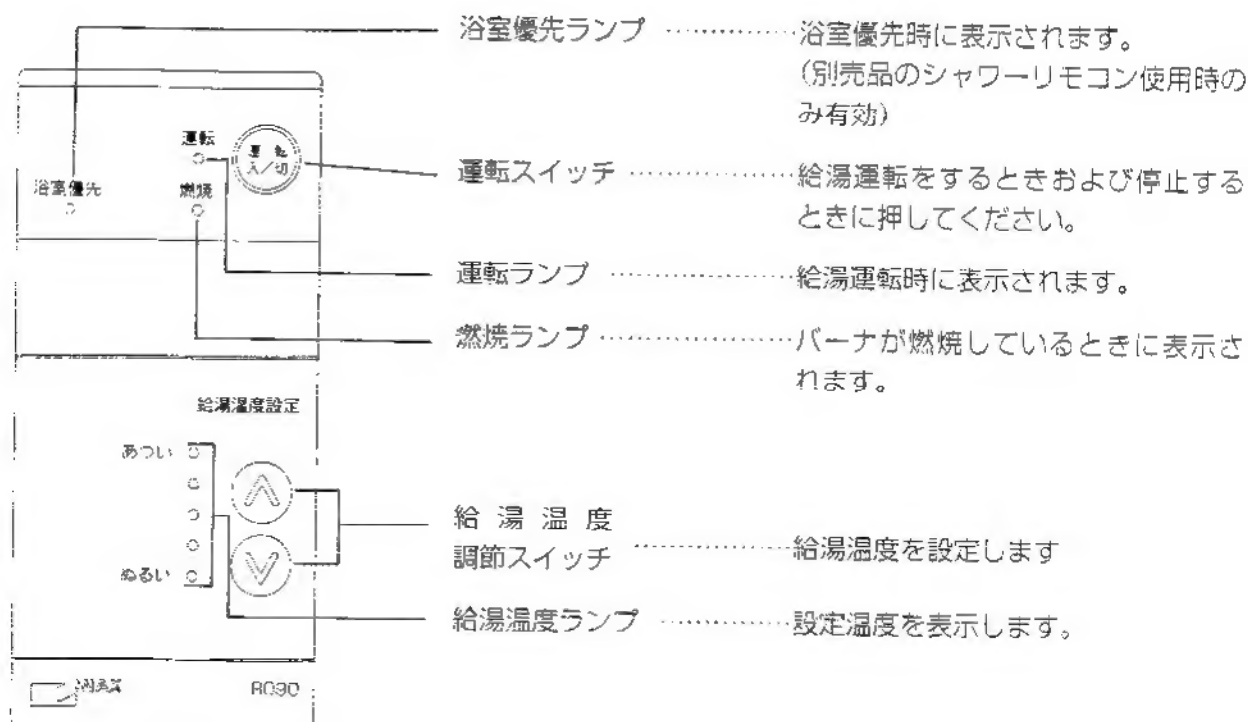 浴室優先ランプ ……………浴室優先時に表示されます。
(別売品のシャワーリモコン使用時の
み有効)
運転
運転
入/切
運転スイッチ ……………給湯運転をするときおよび停止する
ときに押してください。
浴室優先
燃焼
運転ランプ ……………給湯運転時に表示されます。
燃焼ランプ ……………バーナが燃焼しているときに表示さ
れます。
給湯温度設定
あつい
ぬるい
給湯温度
調節スイッチ ……………給湯温度を設定します
給湯温度ランプ ……………設定温度を表示します。